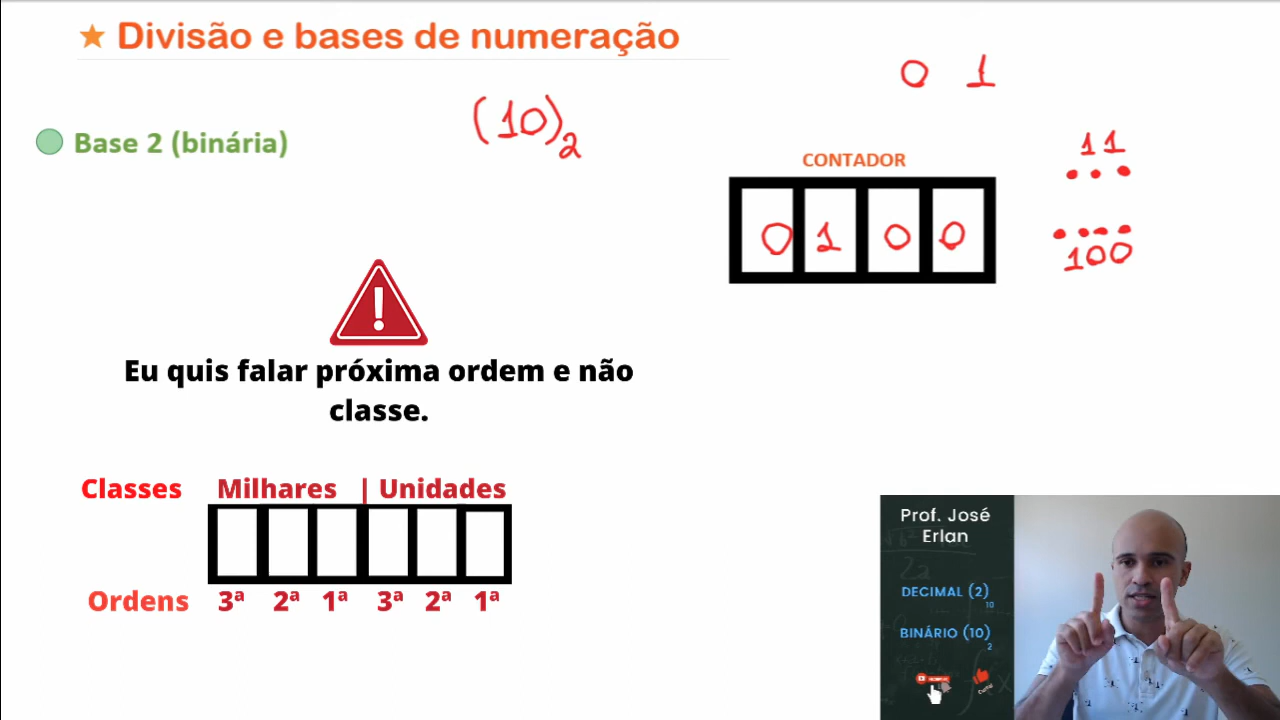 Divisão e bases de numeração
0 1
(10)2
Base 2 (binária)
11
CONTADOR
0 1 0 0
100
Eu quis falar próxima ordem e não
classe.
Classes Milhares | Unidades
Ordens 3ª 2ª 1ª 3ª 2ª 1ª
Prof. José
Erlan
2a
DECIMAL (2)10
BINÁRIO (10)2